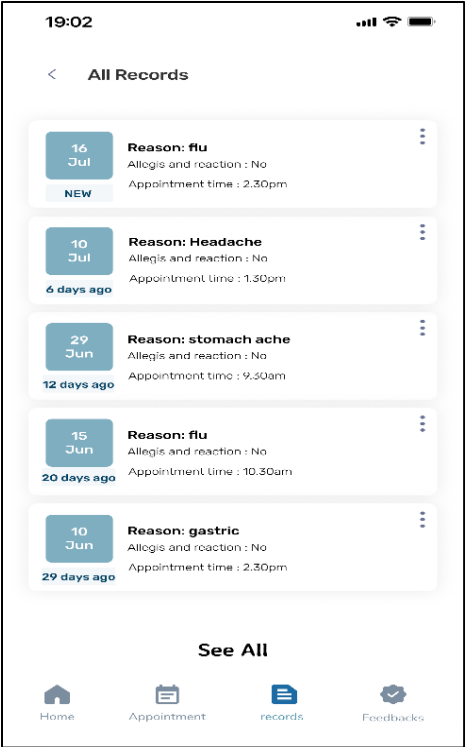 19:02
All Records
16
Jul
NEW
Reason: flu
Allegis and reaction : No
Appointment time : 2.30pm
10
Jul
6 days ago
Reason: Headache
Allegis and reaction : No
Appointment time : 1.30pm
29
Jun
12 days ago
Reason: stomach ache
Allegis and reaction : No
Appointment time : 9.30am
15
Jun
20 days ago
Reason: flu
Allegis and reaction : No
Appointment time : 10.30am
10
Jun
29 days ago
Reason: gastric
Allegis and reaction : No
Appointment time : 2.30pm
See All
Home
Appointment
records
Feedbacks